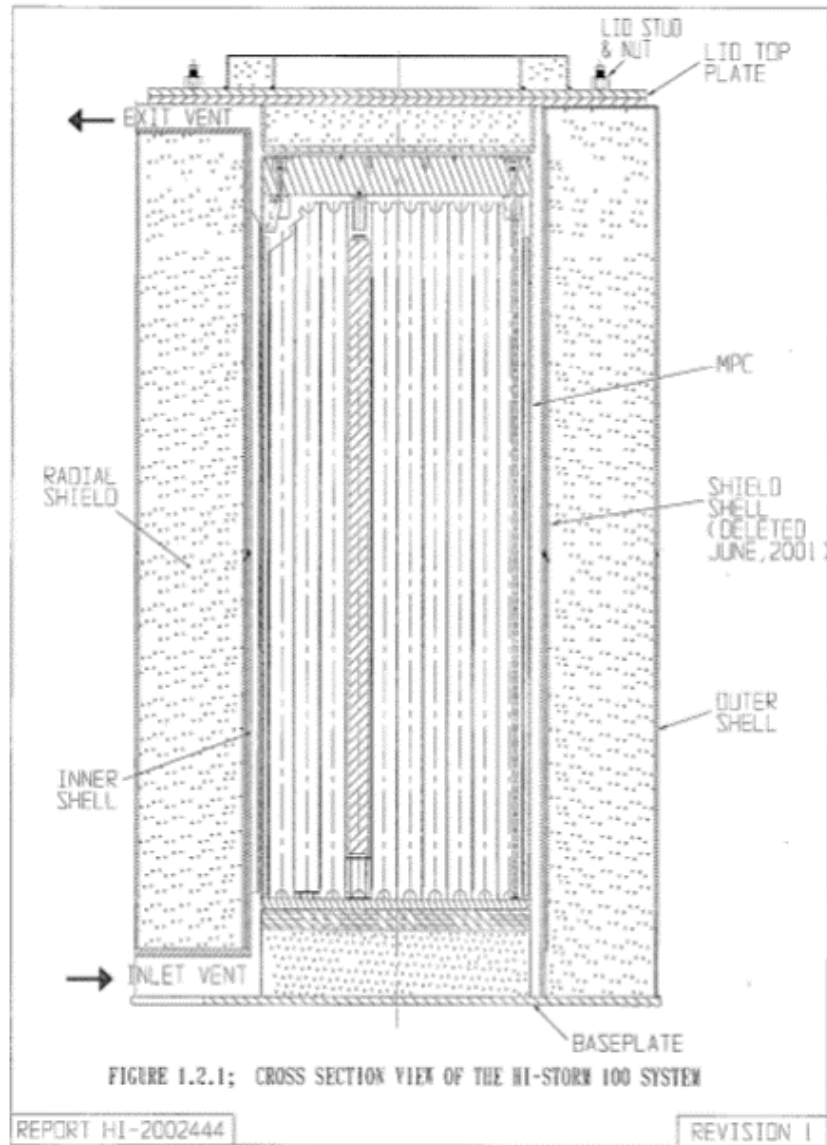 LID STUD
& NUT
LID TOP
PLATE
EXIT VENT
MPC
RADIAL
SHIELD
SHIELD
SHELL
(DELETED
JUNE, 2001)
OUTER
SHELL
INNER
SHELL
INLET VENT
BASEPLATE
FIGURE 1.2.1; CROSS SECTION VIEW OF THE HI-STORM 100 SYSTEM
REPORT HI-2002444
REVISION 1